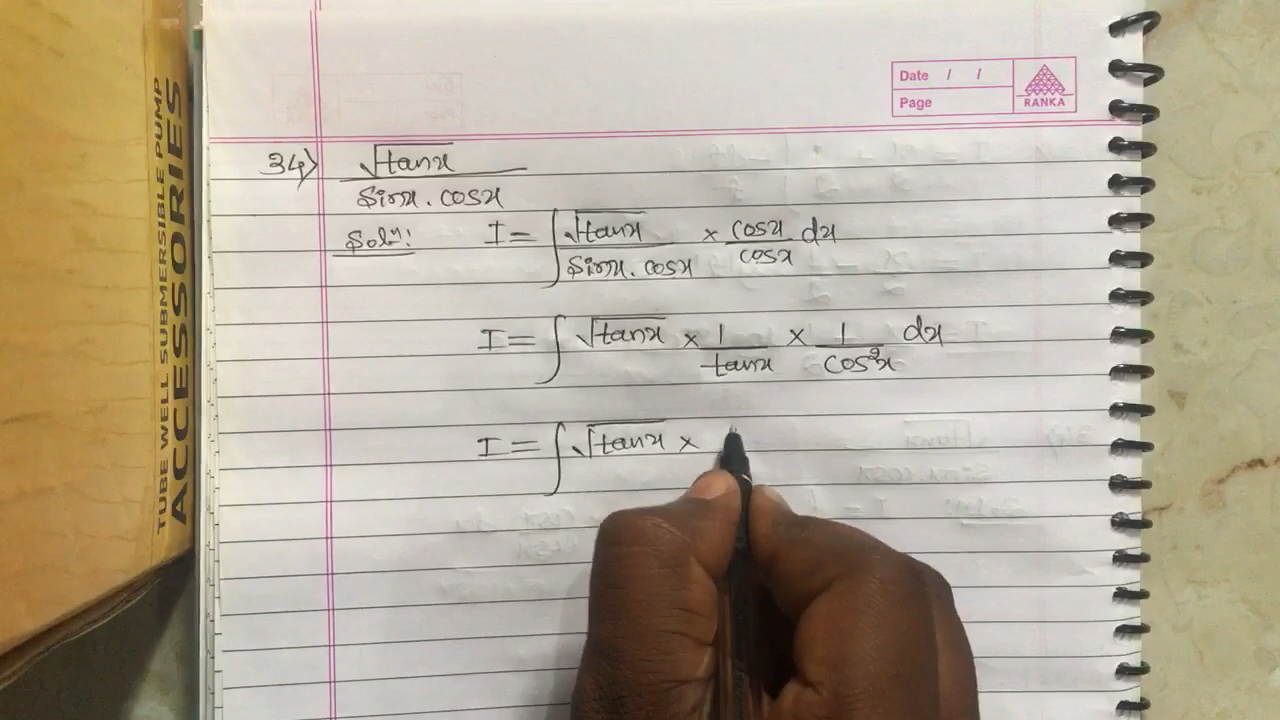 TUBE WELL SUBMERSIBLE PUMP
ACCESSORIES
Date / /
Page
RANKA
34) √tanx / sinx . cosx
Solⁿ: I = ∫ √tanx / sinx . cosx × cosx / cosx dx
I = ∫ √tanx × 1 / tanx × 1 / cos²x dx
I = ∫ √tanx ×